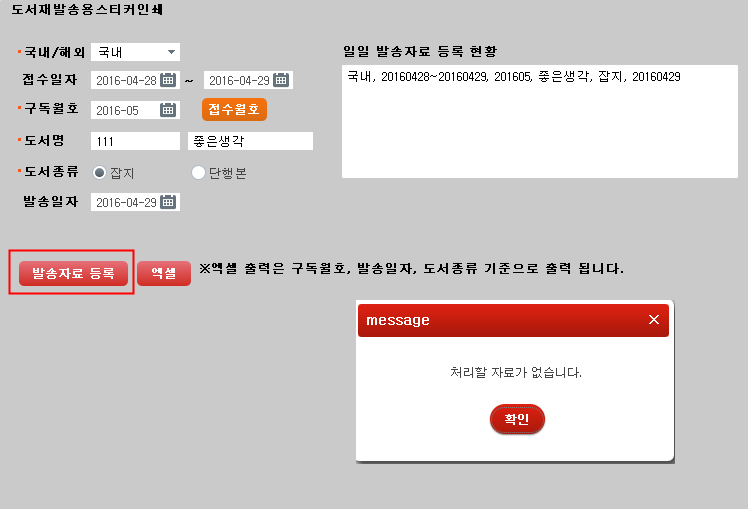 도서재발송용스티커인쇄
국내/해외 국내
접수일자 2016-04-28 ~ 2016-04-29
구독월호 2016-05 접수월호
도서명 111 좋은생각
도서종류 잡지 단행본
발송일자 2016-04-29
일일 발송자료 등록 현황
국내, 20160428~20160429, 201605, 좋은생각, 잡지, 20160429
발송자료 등록 엑셀 ※엑셀 출력은 구독월호, 발송일자, 도서종류 기준으로 출력 됩니다.
message
처리할 자료가 없습니다.
확인